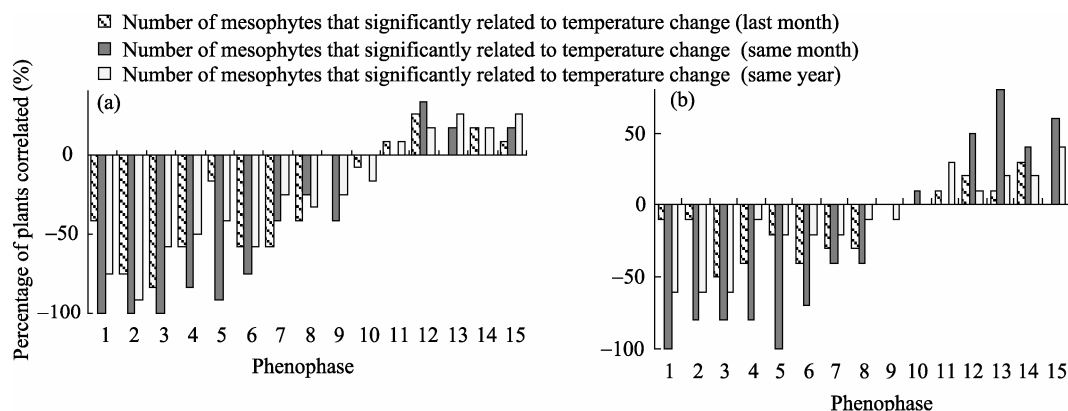 Number of mesophytes that significantly related to temperature change (last month)
Number of mesophytes that significantly related to temperature change (same month)
Number of mesophytes that significantly related to temperature change (same year)
Percentage of plants correlated (%)
(a)
0
−50
−100
1 2 3 4 5 6 7 8 9 10 11 12 13 14 15
Phenophase
(b)
50
0
−50
−100
1 2 3 4 5 6 7 8 9 10 11 12 13 14 15
Phenophase